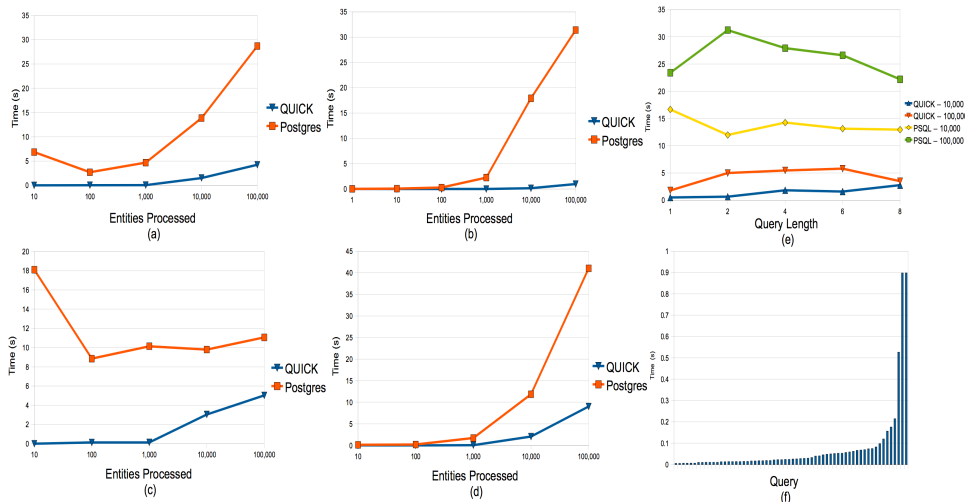 35
30
25
20
15
10
5
0
Time (s)
10
100
1,000
10,000
100,000
Entities Processed
(a)
QUICK
Postgres
35
30
25
20
15
10
5
0
Time (s)
1
10
100
1,000
10,000
100,000
Entities Processed
(b)
QUICK
Postgres
35
30
25
20
15
10
5
0
Time (s)
1
2
4
6
8
Query Length
(e)
QUICK – 10,000
QUICK – 100,000
PSQL – 10,000
PSQL – 100,000
20
18
16
14
12
10
8
6
4
2
0
Time (s)
10
100
1,000
10,000
100,000
Entities Processed
(c)
QUICK
Postgres
45
40
35
30
25
20
15
10
5
0
Time (s)
10
100
1,000
10,000
100,000
Entities Processed
(d)
QUICK
Postgres
1
0.9
0.8
0.7
0.6
0.5
0.4
0.3
0.2
0.1
0
Time (s)
Query
(f)